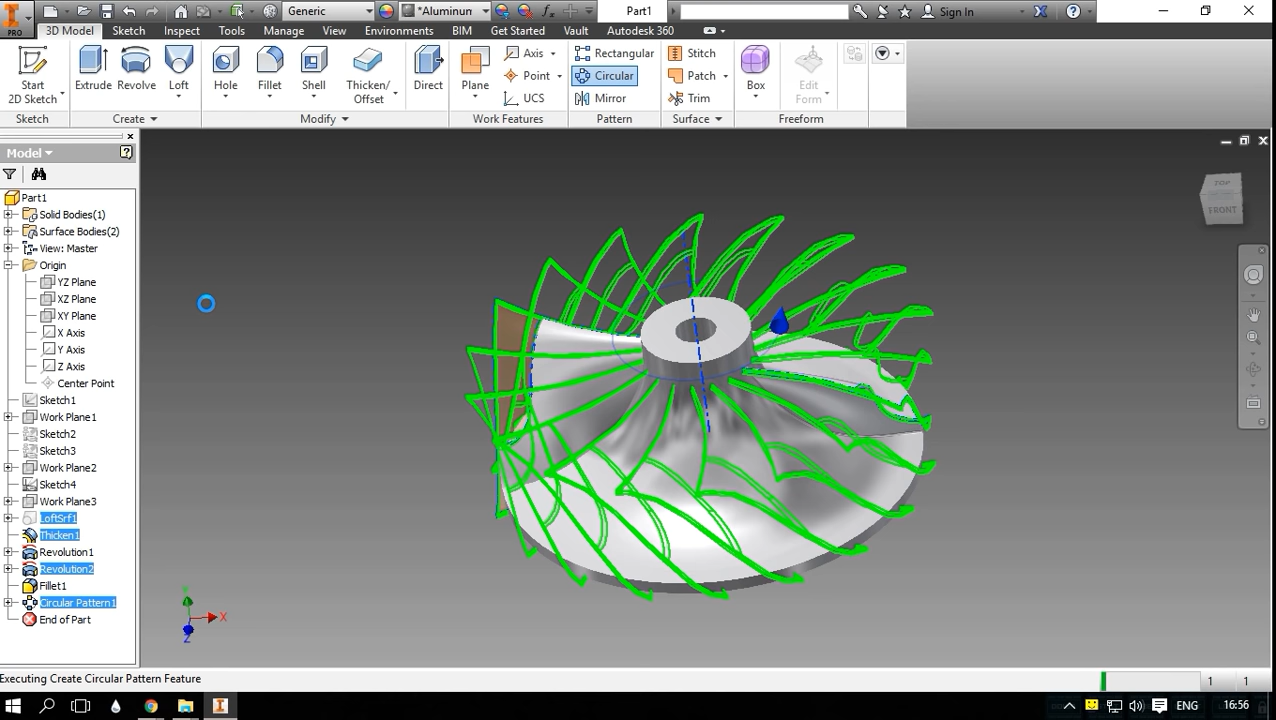 Generic
*Aluminun
Part1
Sign In
PRO
3D Model
Sketch
Inspect
Tools
Manage
View
Environments
BIM
Get Started
Vault
Autodesk 360
Start
2D Sketch
Extrude
Revolve
Loft
Hole
Fillet
Shell
Thicken/
Offset
Direct
Plane
Axis
Point
UCS
Rectangular
Circular
Mirror
Stitch
Patch
Trim
Box
Edit
Form
Sketch
Create
Modify
Work Features
Pattern
Surface
Freeform
Model
Part1
Solid Bodies(1)
Surface Bodies(2)
View: Master
Origin
YZ Plane
XZ Plane
XY Plane
X Axis
Y Axis
Z Axis
Center Point
Sketch1
Work Plane1
Sketch2
Sketch3
Work Plane2
Sketch4
Work Plane3
LoftSrf1
Thicken1
Revolution1
Revolution2
Fillet1
Circular Pattern1
End of Part
TOP
FRONT
Y
X
Z
Executing Create Circular Pattern Feature
1
1
ENG
16:56